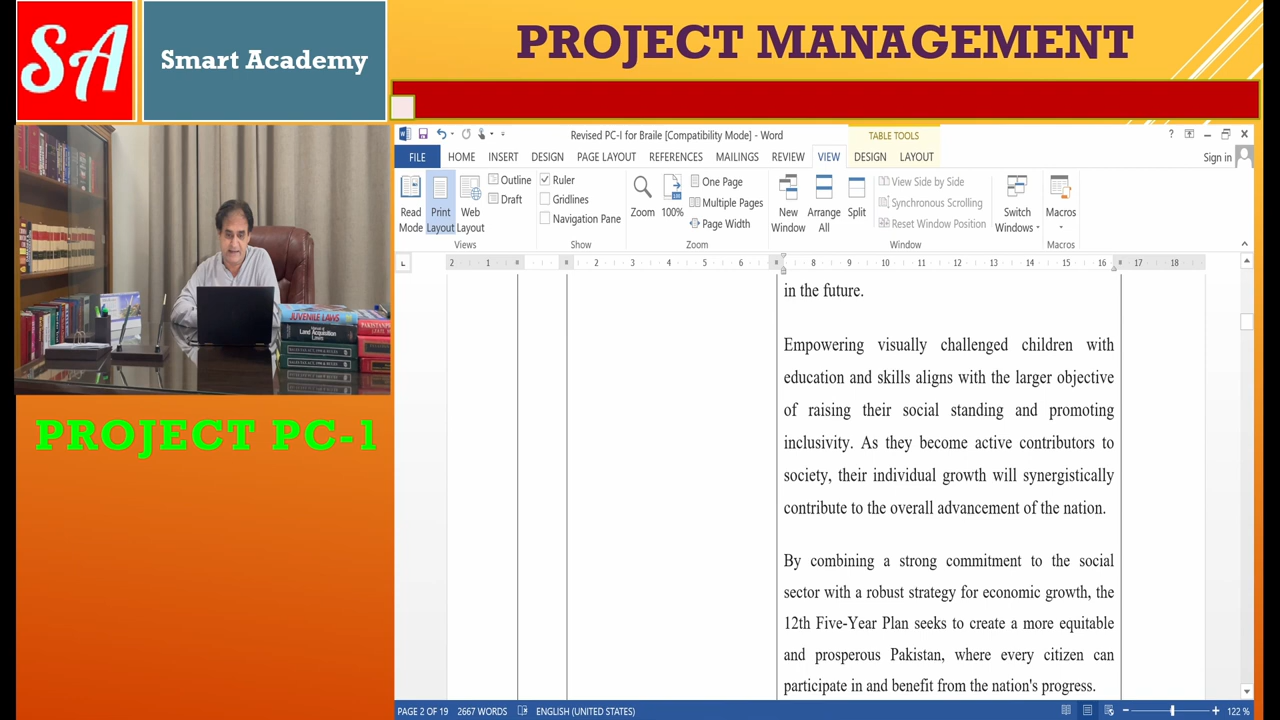 SA
Smart Academy
PROJECT MANAGEMENT
Revised PC-I for Braile [Compatibility Mode] - Word
TABLE TOOLS
FILE HOME INSERT DESIGN PAGE LAYOUT REFERENCES MAILINGS REVIEW VIEW DESIGN LAYOUT Sign in
Read Mode
Print Layout
Web Layout
Outline
Draft
Views
Ruler
Gridlines
Navigation Pane
Show
Zoom
100%
One Page
Multiple Pages
Page Width
Zoom
New Window
Arrange All
Split
View Side by Side
Synchronous Scrolling
Reset Window Position
Window
Switch Windows
Macros
Macros
2 1 2 3 4 5 6 7 8 9 10 11 12 13 14 15 16 17 18
in the future.
Empowering visually challenged children with
education and skills aligns with the larger objective
of raising their social standing and promoting
inclusivity. As they become active contributors to
society, their individual growth will synergistically
contribute to the overall advancement of the nation.
By combining a strong commitment to the social
sector with a robust strategy for economic growth, the
12th Five-Year Plan seeks to create a more equitable
and prosperous Pakistan, where every citizen can
participate in and benefit from the nation's progress.
PAGE 2 OF 19 2667 WORDS ENGLISH (UNITED STATES) 122 %
JUVENILE LAWS
Land Acquisition
Laws
PROJECT PC-1